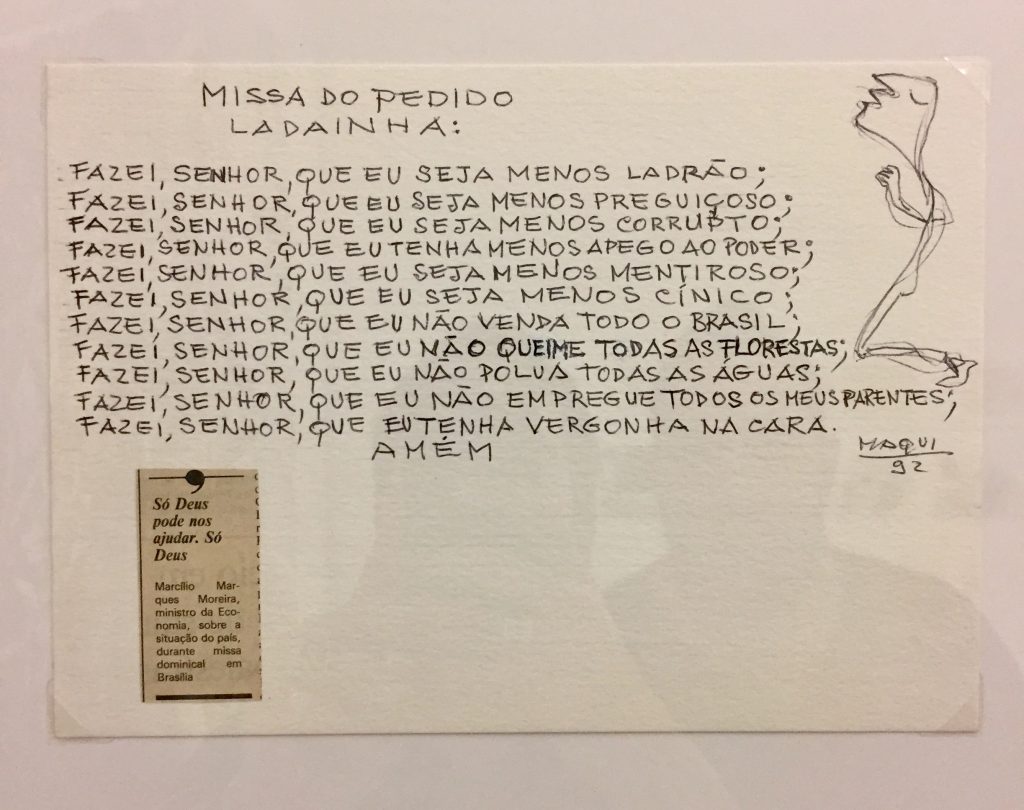 MISSA DO PEDIDO
LADAINHA:
FAZEI, SENHOR, QUE EU SEJA MENOS LADRÃO;
FAZEI, SENHOR, QUE EU SEJA MENOS PREGUIÇOSO;
FAZEI, SENHOR, QUE EU SEJA MENOS CORRUPTO;
FAZEI, SENHOR, QUE EU TENHA MENOS APEGO AO PODER;
FAZEI, SENHOR, QUE EU SEJA MENOS MENTIROSO;
FAZEI, SENHOR, QUE EU SEJA MENOS CÍNICO;
FAZEI, SENHOR, QUE EU NÃO VENDA TODO O BRASIL;
FAZEI, SENHOR, QUE EU NÃO QUEIME TODAS AS FLORESTAS;
FAZEI, SENHOR, QUE EU NÃO POLUA TODAS AS ÁGUAS;
FAZEI, SENHOR, QUE EU NÃO EMPREGUE TODOS OS MEUS PARENTES;
FAZEI, SENHOR, QUE EU TENHA VERGONHA NA CARA.
AMÉM
MAQUI
92
Só Deus
pode nos
ajudar. Só
Deus
Marcílio Mar-
ques Moreira,
ministro da Eco-
nomia, sobre a
situação do país,
durante missa
dominical em
Brasília